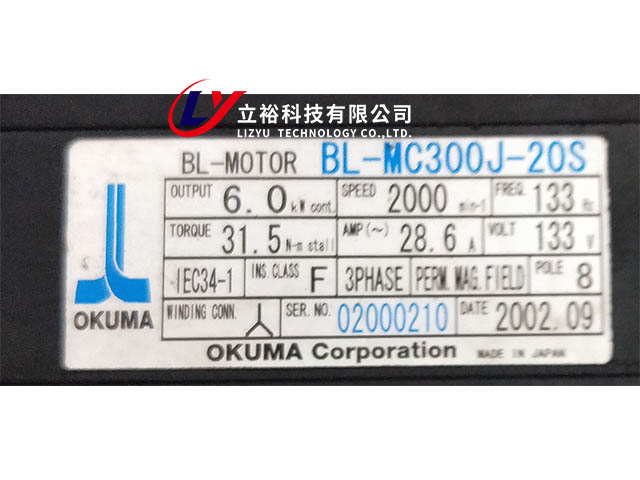 LY 立裕科技有限公司
LIZYU TECHNOLOGY CO.,LTD.
BL-MOTOR BL-MC300J-20S
OUTPUT 6.0 kW cont. SPEED 2000 min-1 FREQ. 133 Hz
TORQUE 31.5 N-m stall AMP(~) 28.6 A VOLT 133 V
IEC34-1 INS. CLASS F 3PHASE PERM. MAG. FIELD POLE 8
OKUMA WINDING CONN. SER. NO. 02000210 DATE 2002.09
OKUMA Corporation MADE IN JAPAN